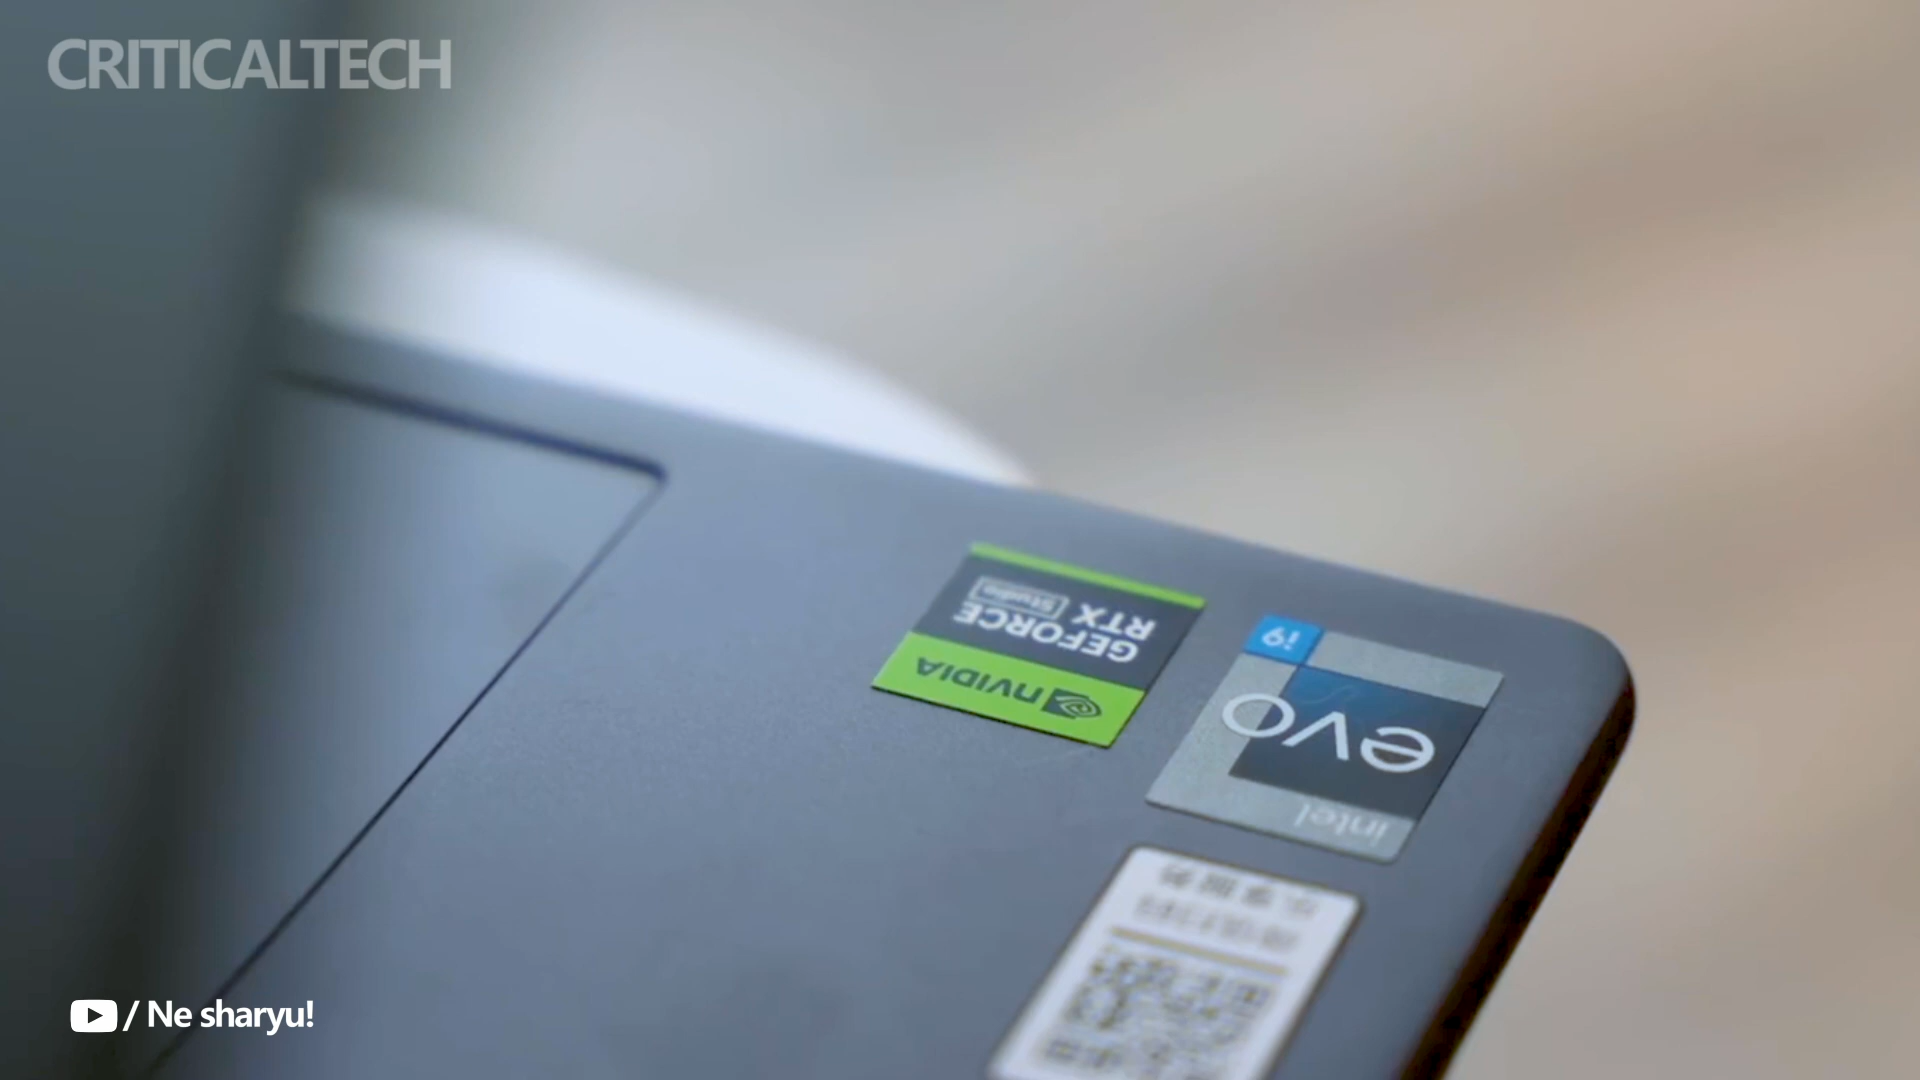 CRITICALTECH
NVIDIA
GEFORCE
RTX Studio
intel
evo
i9
/ Ne sharyu!